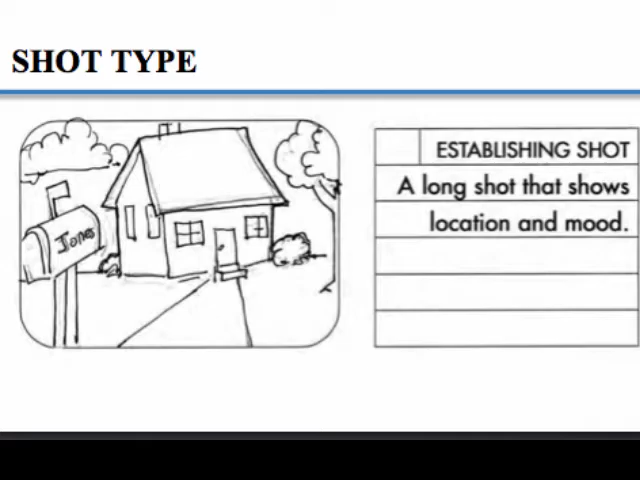 SHOT TYPE
Jones
ESTABLISHING SHOT
A long shot that shows
location and mood.